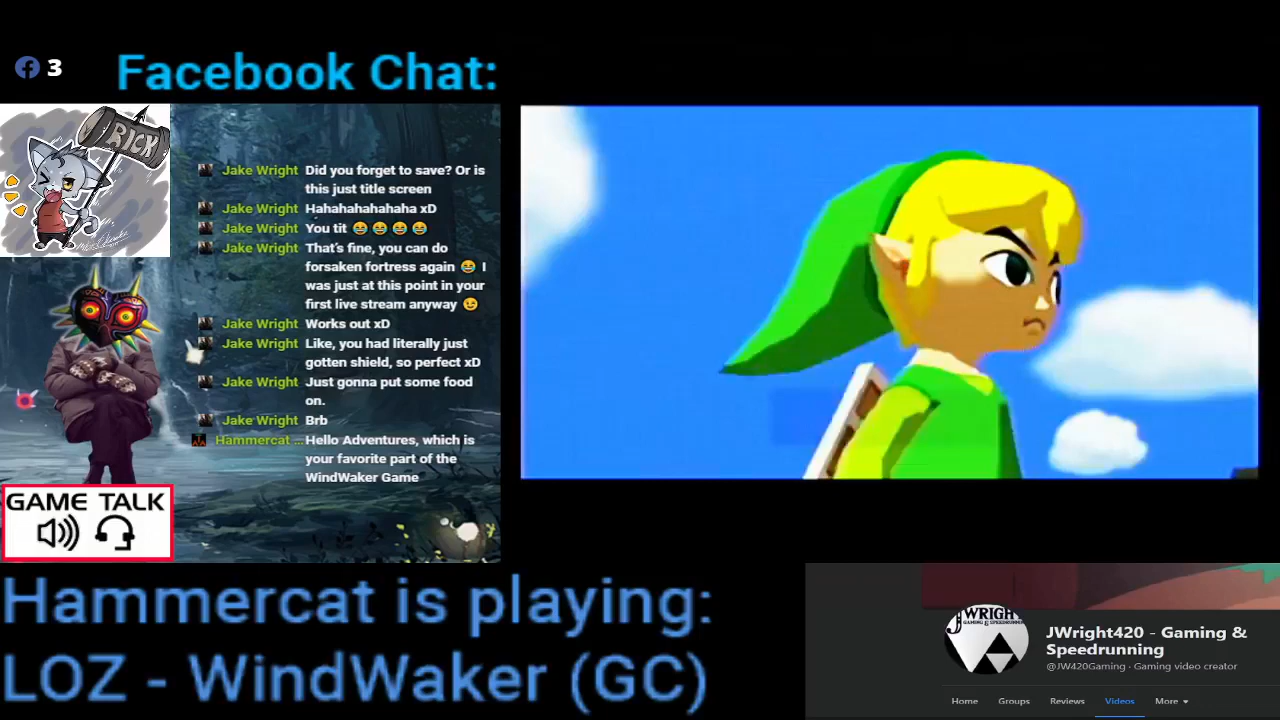 3
Facebook Chat:
RICK
Jake Wright Did you forget to save? Or is
this just title screen
Jake Wright Hahahahahahaha xD
Jake Wright You tit 😂 😂 😂 😂
Jake Wright That's fine, you can do
forsaken fortress again 😂 I
was just at this point in your
first live stream anyway 😉
Jake Wright Works out xD
Jake Wright Like, you had literally just
gotten shield, so perfect xD
Jake Wright Just gonna put some food
on.
Jake Wright Brb
Hammercat ... Hello Adventures, which is
your favorite part of the
WindWaker Game
GAME TALK
Hammercat is playing:
LOZ - WindWaker (GC)
JWRIGHT
GAMING & SPEEDRUNNING
JWright420 - Gaming &
Speedrunning
@JW420Gaming · Gaming video creator
Home Groups Reviews Videos More